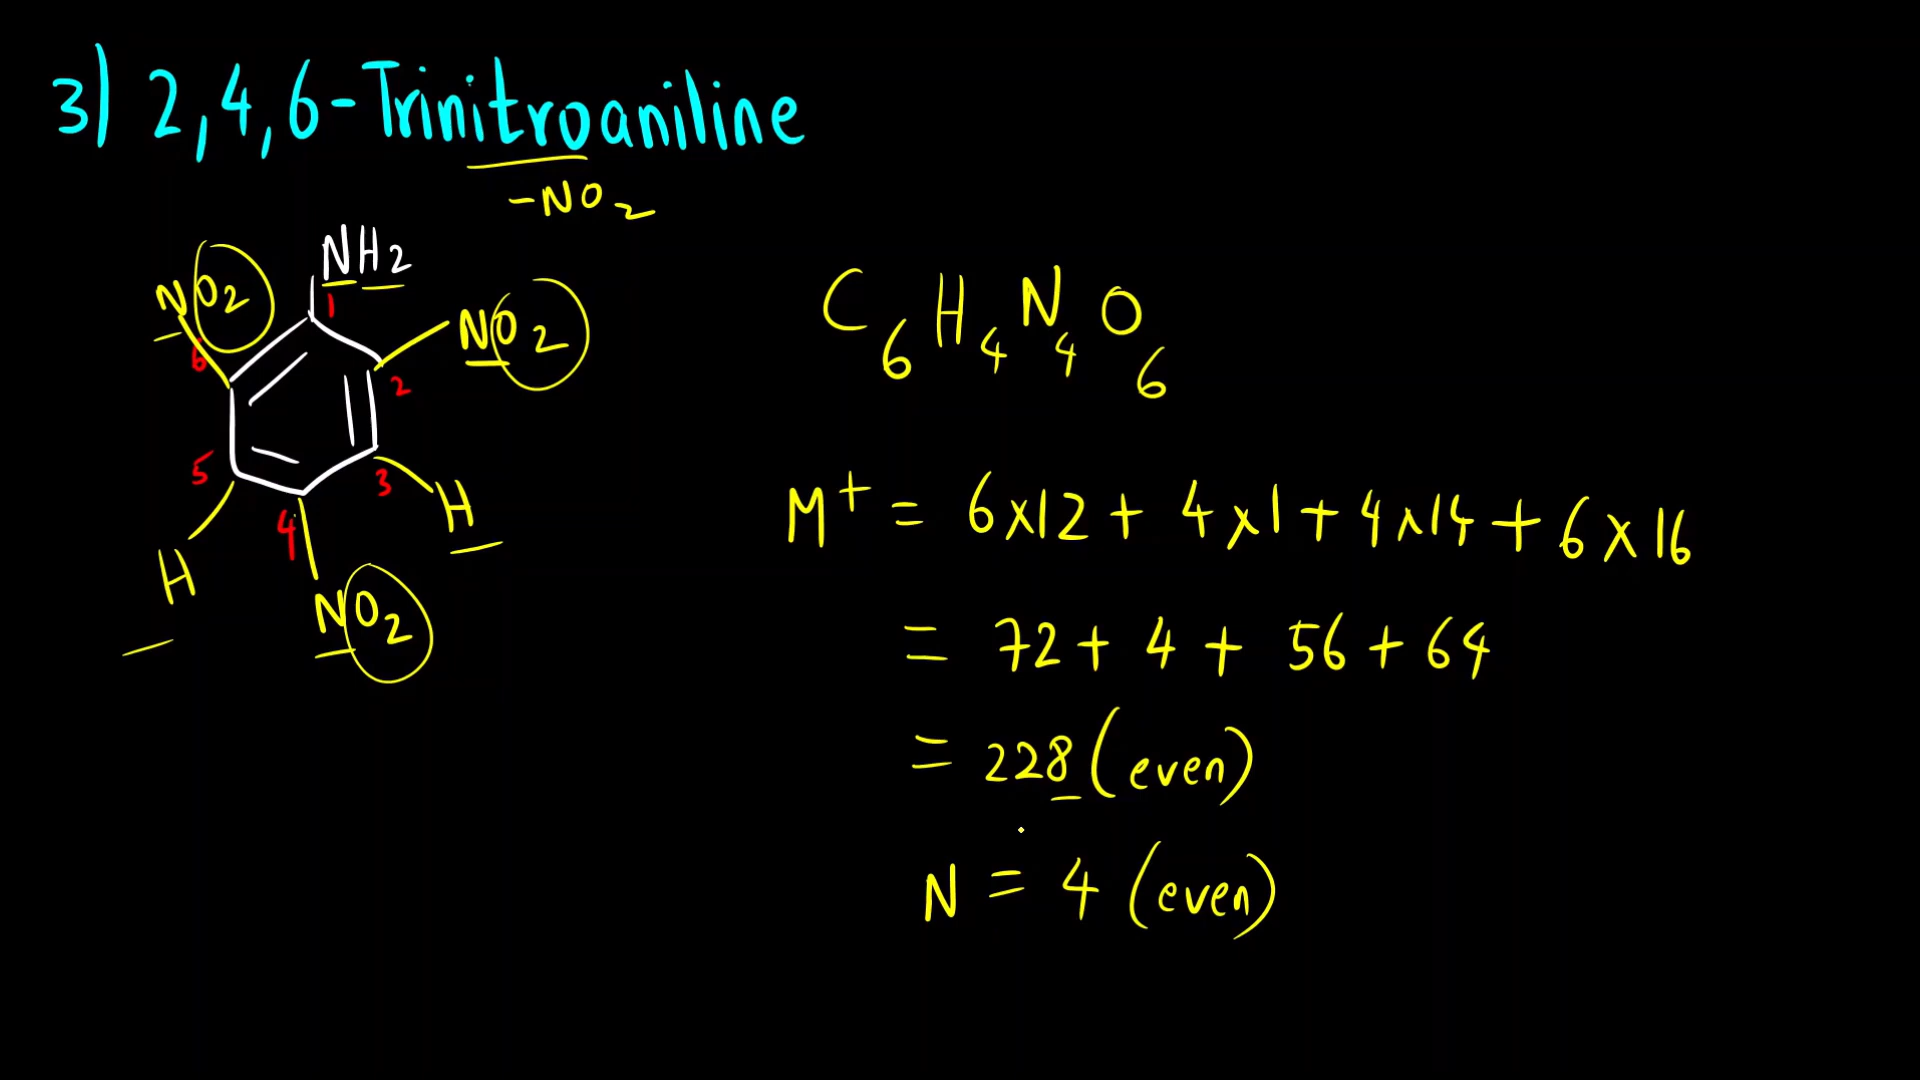 3) 2,4,6-Trinitroaniline
-NO2
NH2
NO2
1
NO2
6
2
5
3
4
H
H
NO2
C6H4N4O6
M+ = 6x12 + 4x1 + 4x14 + 6x16
= 72 + 4 + 56 + 64
= 228 (even)
N = 4 (even)